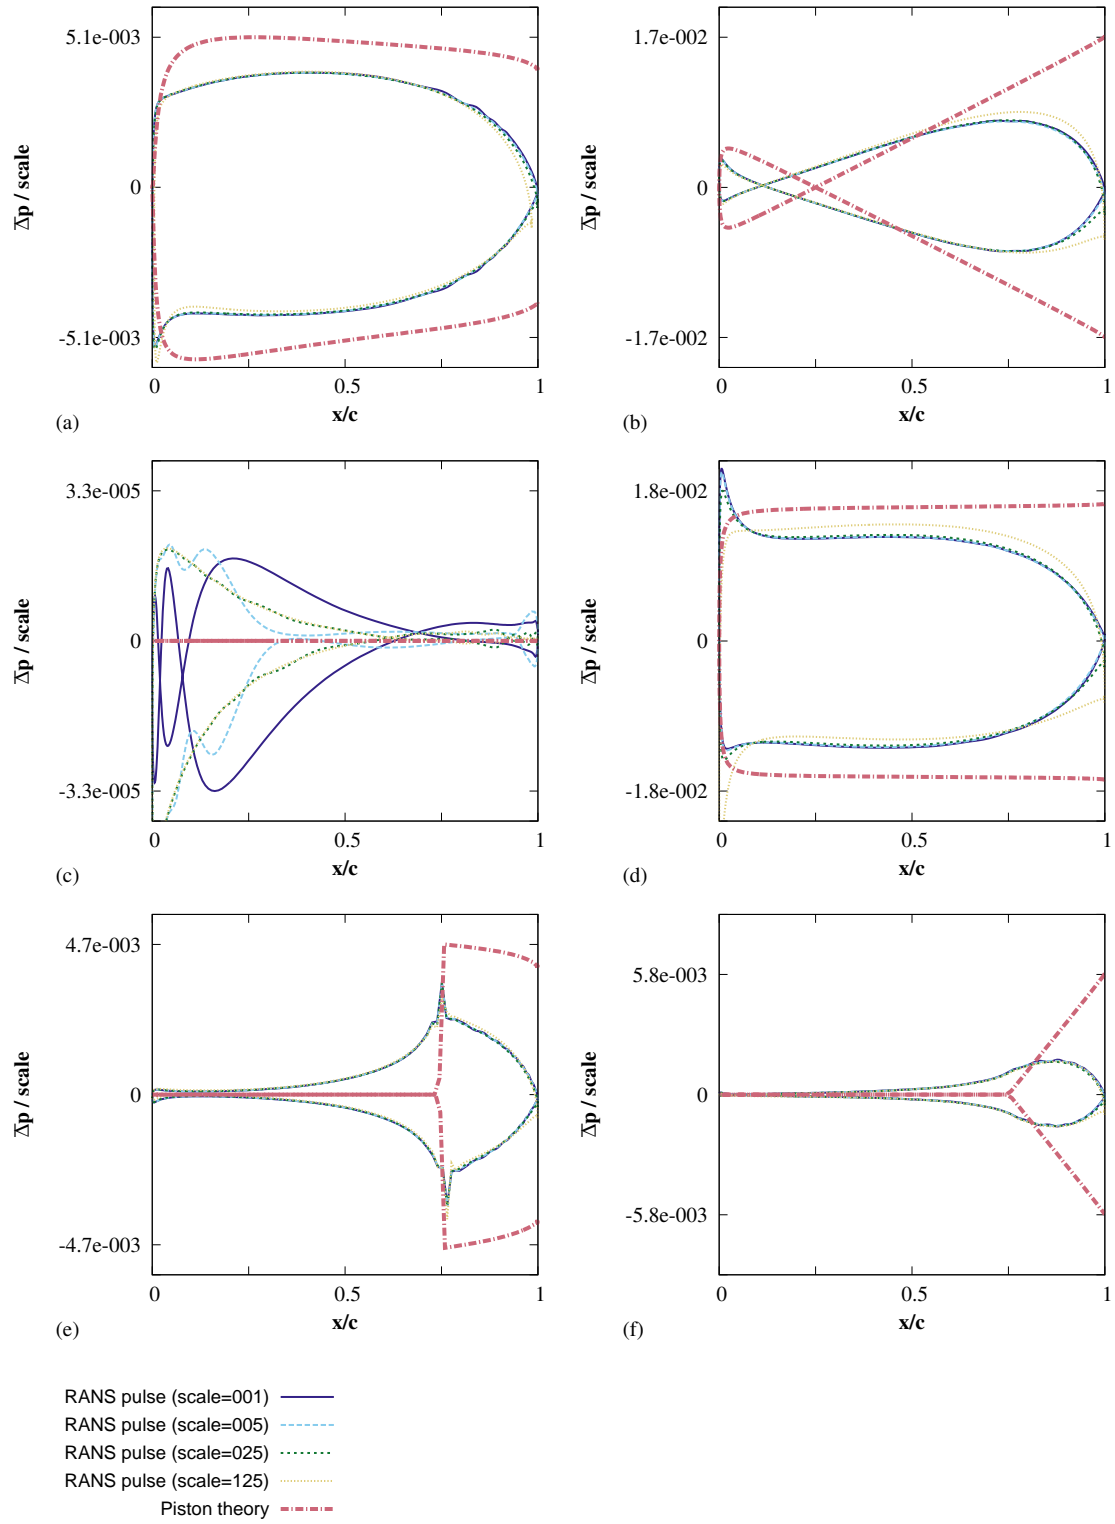 5.1e-003
0
-5.1e-003
Δp / scale
0 0.5 1
x/c
(a)
1.7e-002
0
-1.7e-002
Δp / scale
0 0.5 1
x/c
(b)
3.3e-005
0
-3.3e-005
Δp / scale
0 0.5 1
x/c
(c)
1.8e-002
0
-1.8e-002
Δp / scale
0 0.5 1
x/c
(d)
4.7e-003
0
-4.7e-003
Δp / scale
0 0.5 1
x/c
(e)
5.8e-003
0
-5.8e-003
Δp / scale
0 0.5 1
x/c
(f)
RANS pulse (scale=001)
RANS pulse (scale=005)
RANS pulse (scale=025)
RANS pulse (scale=125)
Piston theory